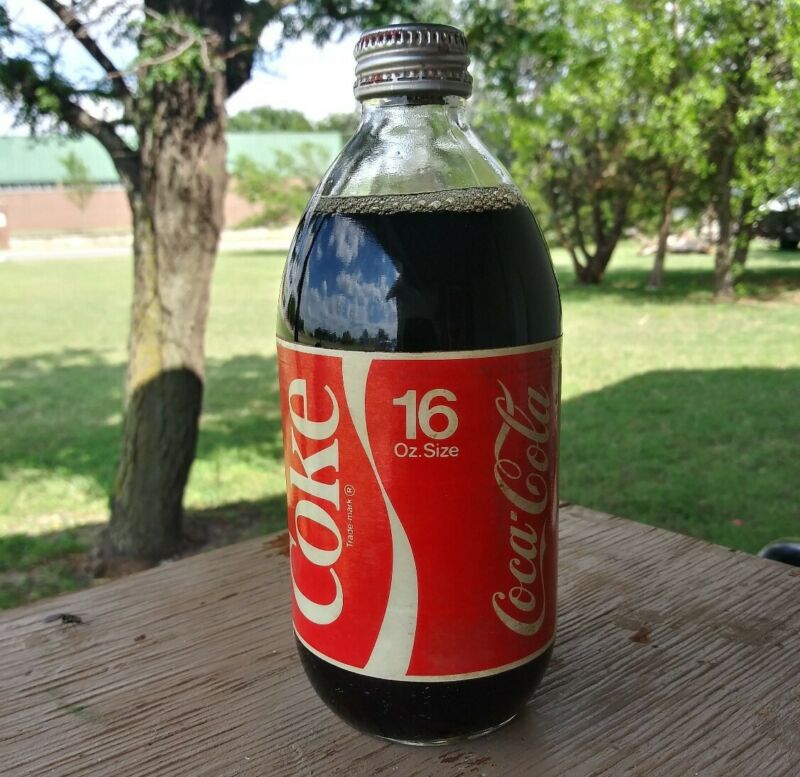 Coke
Trade-mark ®
16
Oz. Size
Coca-Cola